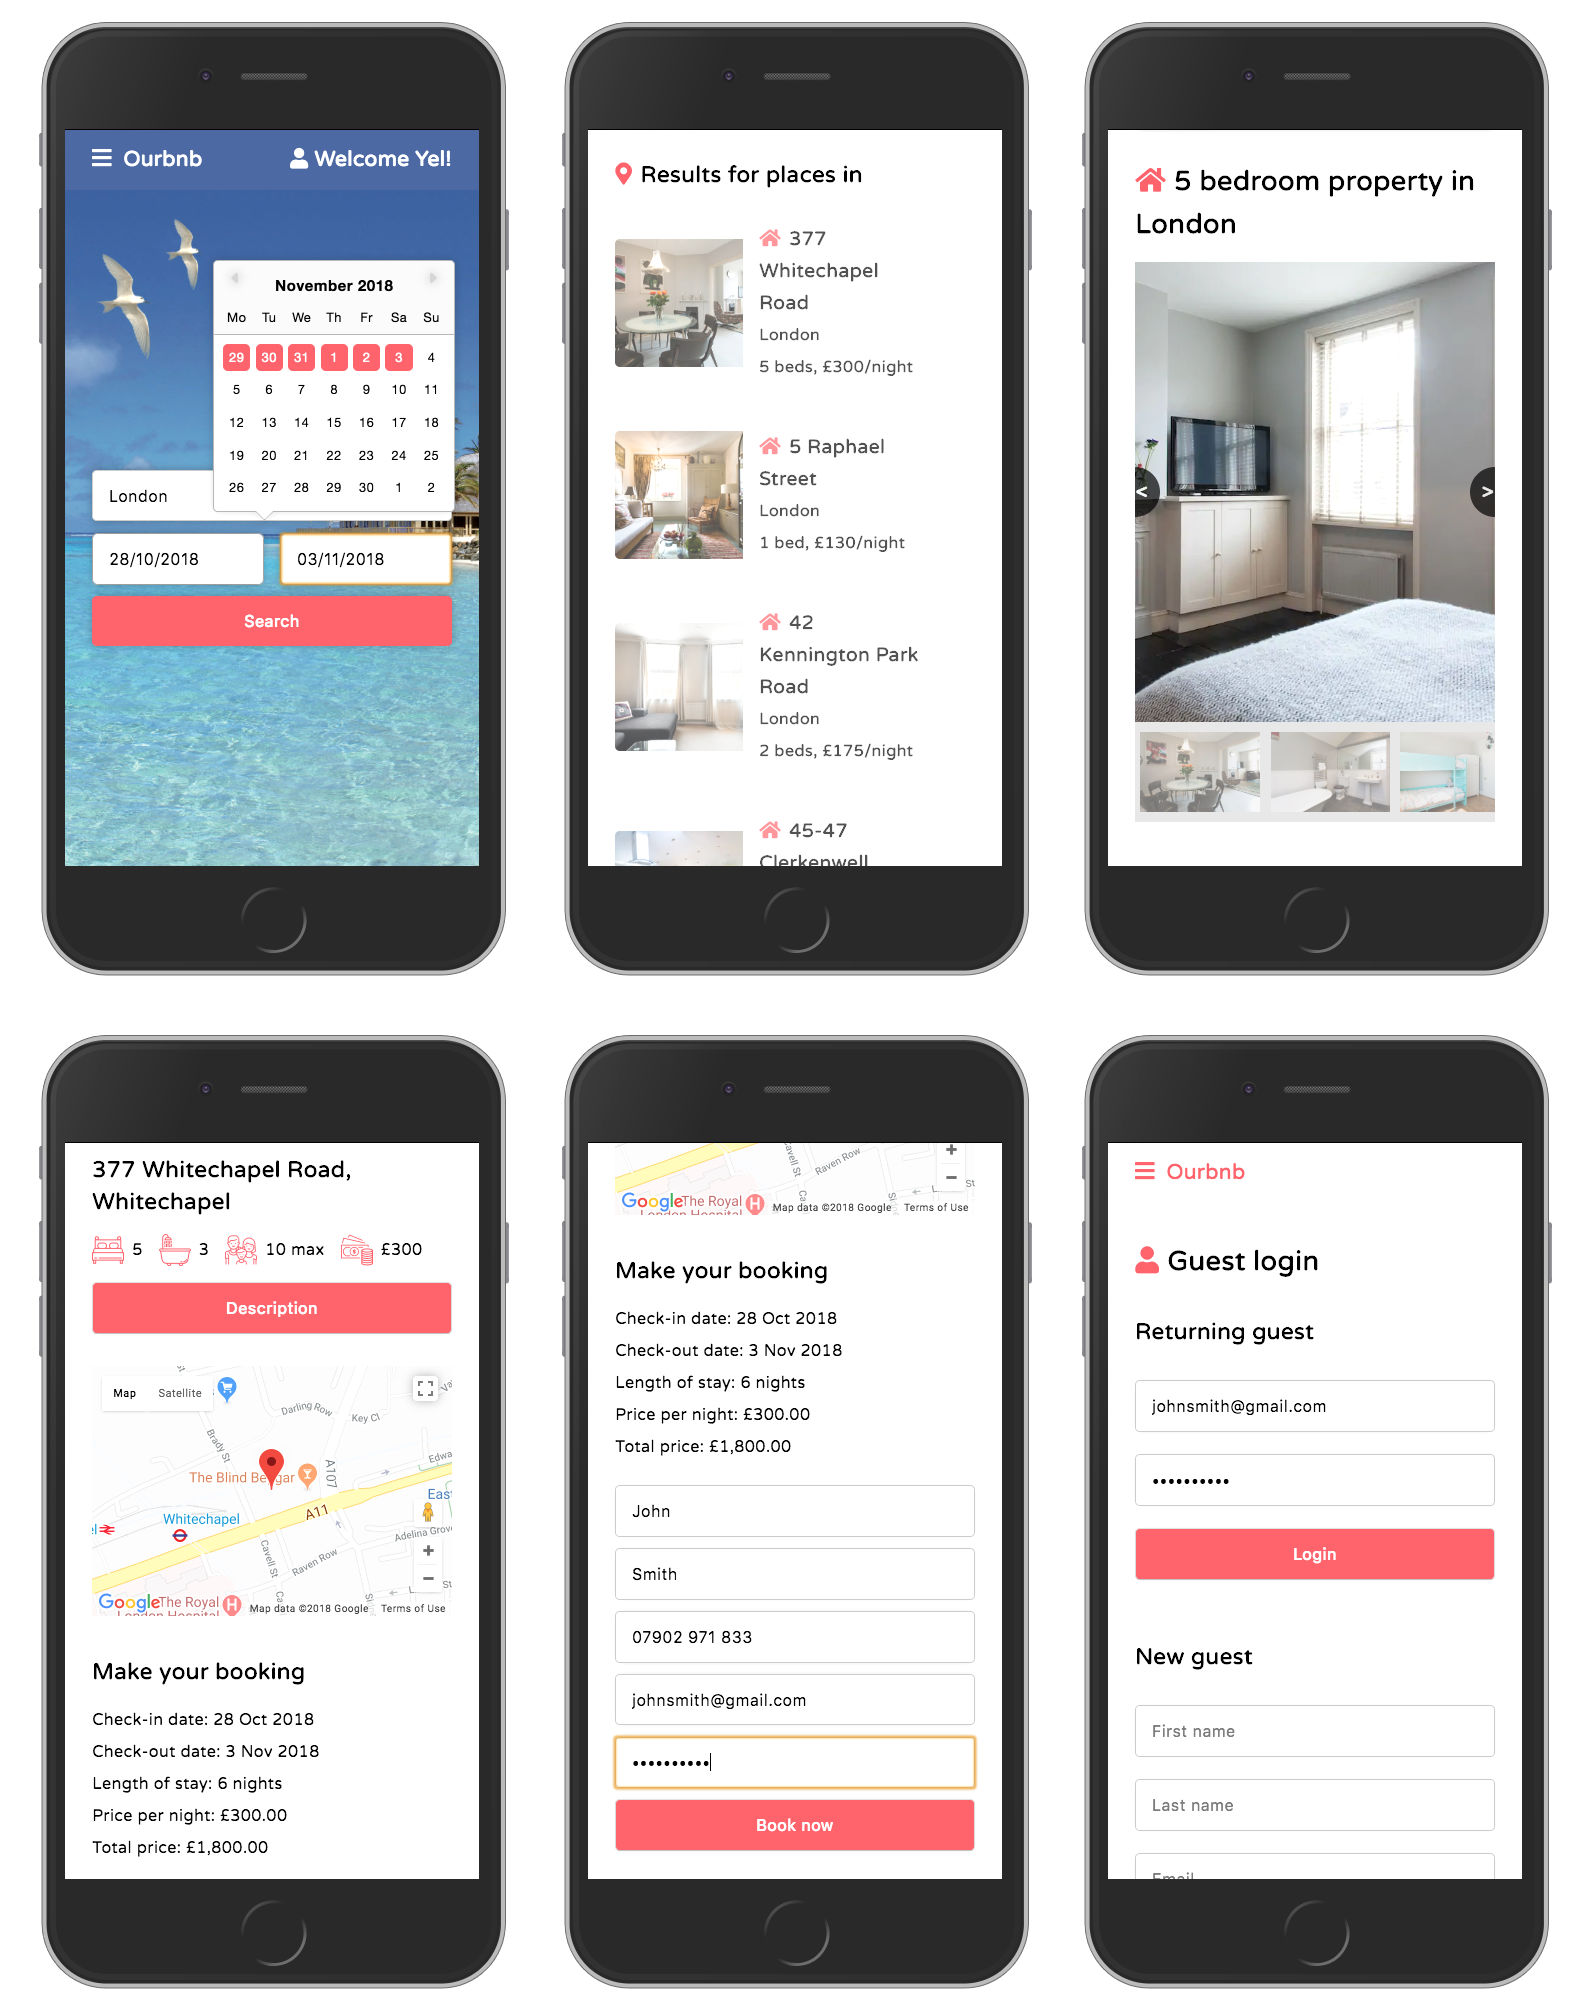 Ourbnb
Welcome Yel!
November 2018
Mo Tu We Th Fr Sa Su
29 30 31 1 2 3 4
5 6 7 8 9 10 11
12 13 14 15 16 17 18
19 20 21 22 23 24 25
26 27 28 29 30 1 2
London
28/10/2018
03/11/2018
Search
Results for places in
377
Whitechapel
Road
London
5 beds, £300/night
5 Raphael
Street
London
1 bed, £130/night
42
Kennington Park
Road
London
2 beds, £175/night
45-47
Clerkenwell
5 bedroom property in
London
<
>
377 Whitechapel Road,
Whitechapel
5 3 10 max £300
Description
Map Satellite
Darling Row
Key Cl
Brady St
A107
The Blind Beggar
Whitechapel
A11
Adelina Grove
Cavell St
Raven Row
Google
The Royal
London Hospital
H
Map data ©2018 Google Terms of Use
Make your booking
Check-in date: 28 Oct 2018
Check-out date: 3 Nov 2018
Length of stay: 6 nights
Price per night: £300.00
Total price: £1,800.00
Cavell St
Raven Row
Google
The Royal
London Hospital
H
Map data ©2018 Google Terms of Use
Make your booking
Check-in date: 28 Oct 2018
Check-out date: 3 Nov 2018
Length of stay: 6 nights
Price per night: £300.00
Total price: £1,800.00
John
Smith
07902 971 833
johnsmith@gmail.com
••••••••••
Book now
Ourbnb
Guest login
Returning guest
johnsmith@gmail.com
••••••••••
Login
New guest
First name
Last name
Email